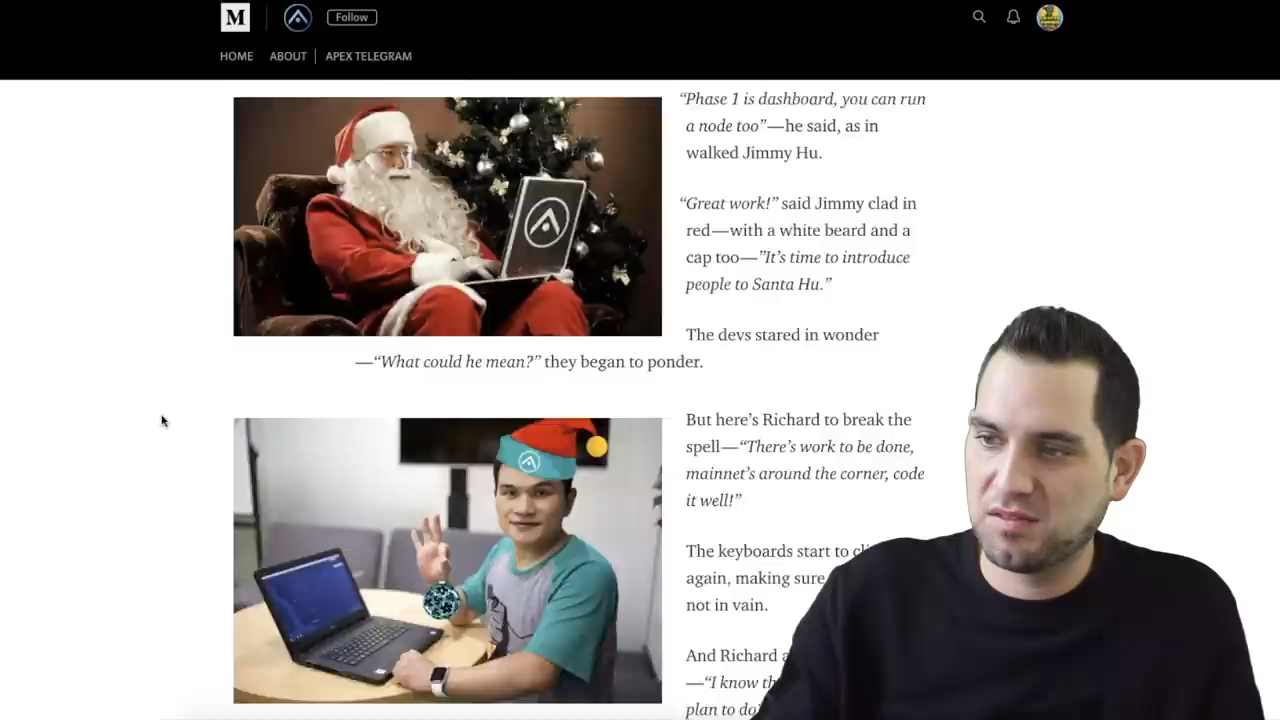 M
Follow
HOME
ABOUT
APEX TELEGRAM
“Phase 1 is dashboard, you can run
a node too”—he said, as in
walked Jimmy Hu.
“Great work!” said Jimmy clad in
red—with a white beard and a
cap too—”It’s time to introduce
people to Santa Hu.”
The devs stared in wonder
—“What could he mean?” they began to ponder.
But here’s Richard to break the
spell—“There’s work to be done,
mainnet’s around the corner, code
it well!”
The keyboards start to
again, making sure
not in vain.
And Richard
—“I know
plan to